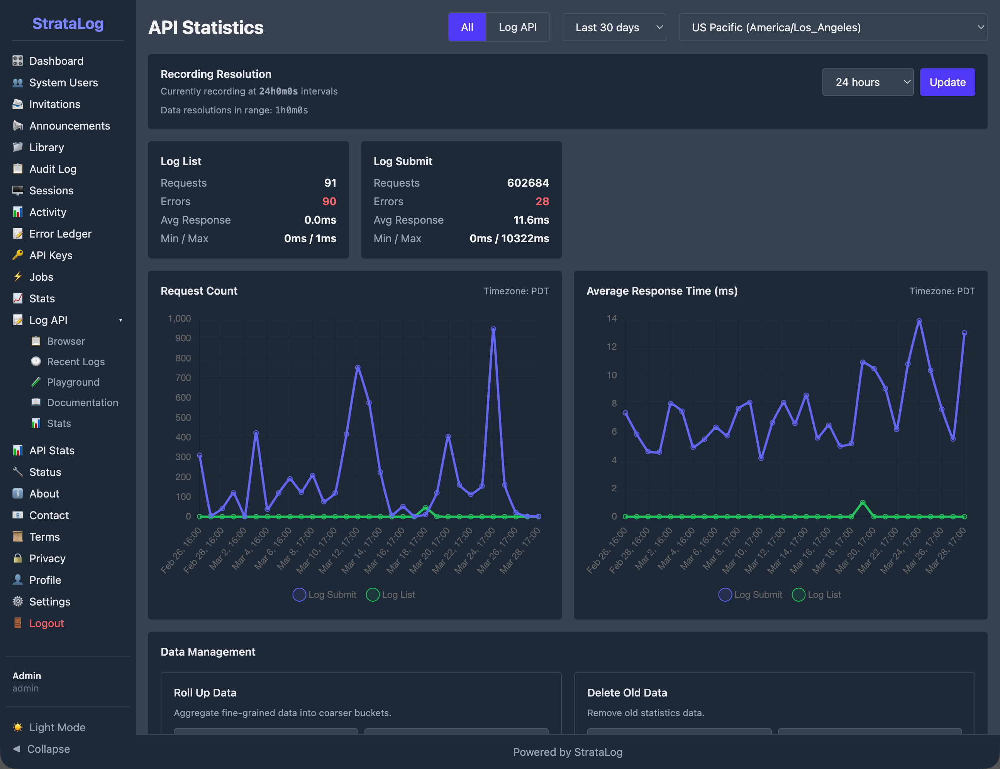 StrataLog
Dashboard
System Users
Invitations
Announcements
Library
Audit Log
Sessions
Activity
Error Ledger
API Keys
Jobs
Stats
Log API ▾
Browser
Recent Logs
Playground
Documentation
Stats
API Stats
Status
About
Contact
Terms
Privacy
Profile
Settings
Logout
Admin
admin
Light Mode
Collapse
API Statistics
All Log API Last 30 days US Pacific (America/Los_Angeles)
Recording Resolution
Currently recording at 24h0m0s intervals
Data resolutions in range: 1h0m0s
24 hours Update
Log List
Requests 91
Errors 90
Avg Response 0.0ms
Min / Max 0ms / 1ms
Log Submit
Requests 602684
Errors 28
Avg Response 11.6ms
Min / Max 0ms / 10322ms
Request Count Timezone: PDT
1,000
900
800
700
600
500
400
300
200
100
0
Feb 26, 16:00
Feb 28, 16:00
Mar 2, 16:00
Mar 4, 16:00
Mar 6, 16:00
Mar 8, 17:00
Mar 10, 17:00
Mar 12, 17:00
Mar 14, 17:00
Mar 16, 17:00
Mar 18, 17:00
Mar 20, 17:00
Mar 22, 17:00
Mar 24, 17:00
Mar 26, 17:00
Mar 28, 17:00
Log Submit Log List
Average Response Time (ms) Timezone: PDT
14
12
10
8
6
4
2
0
Feb 26, 16:00
Feb 28, 16:00
Mar 2, 16:00
Mar 4, 16:00
Mar 6, 16:00
Mar 8, 17:00
Mar 10, 17:00
Mar 12, 17:00
Mar 14, 17:00
Mar 16, 17:00
Mar 18, 17:00
Mar 20, 17:00
Mar 22, 17:00
Mar 24, 17:00
Mar 26, 17:00
Mar 28, 17:00
Log Submit Log List
Data Management
Roll Up Data
Aggregate fine-grained data into coarser buckets.
Delete Old Data
Remove old statistics data.
Powered by StrataLog